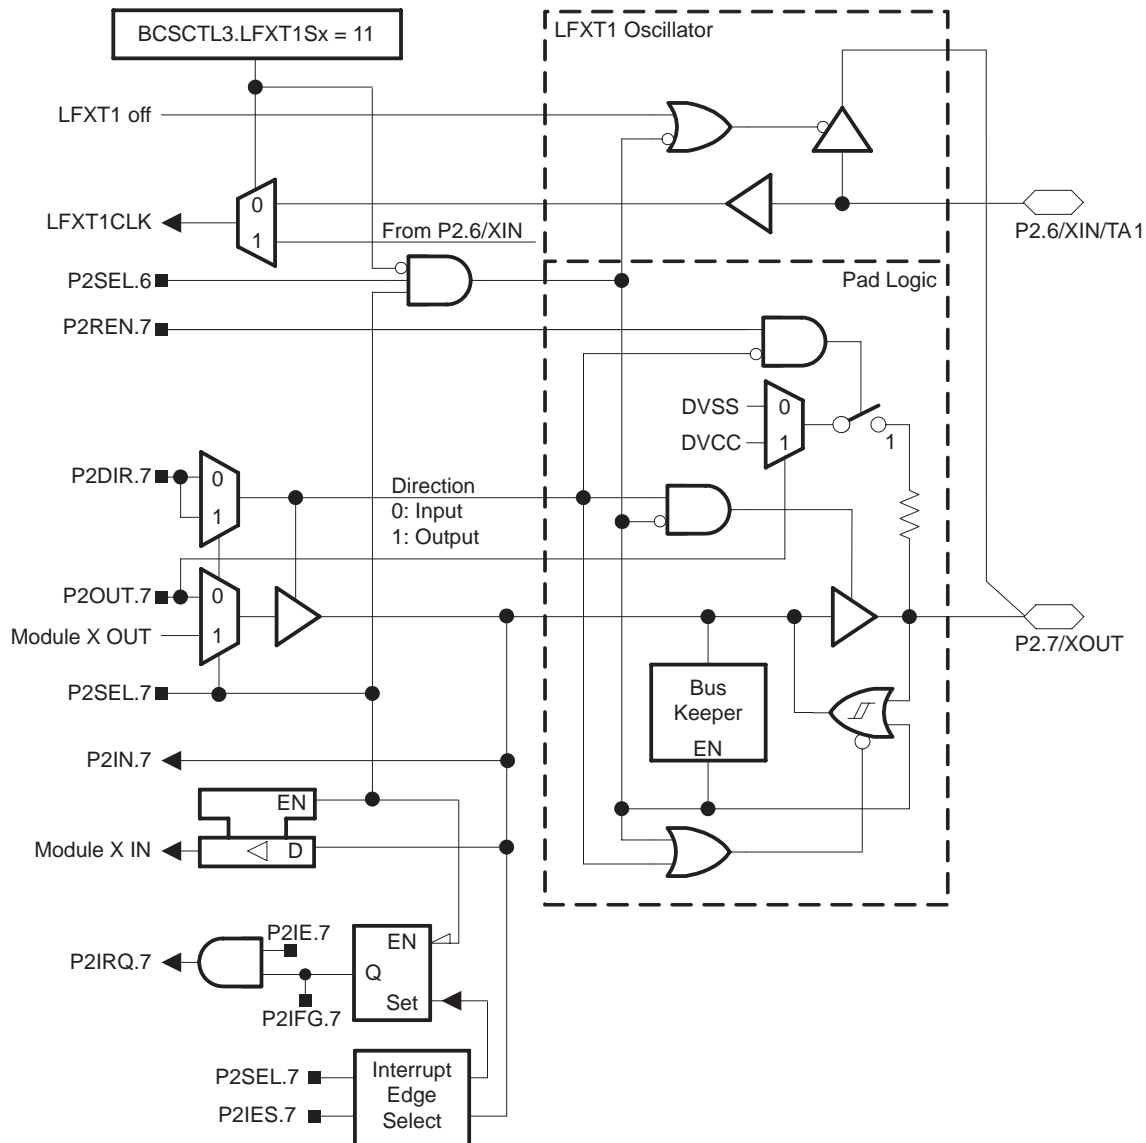 BCSCTL3.LFXT1Sx = 11
LFXT1 Oscillator
LFXT1 off
0
LFXT1CLK
1
From P2.6/XIN
P2.6/XIN/TA1
P2SEL.6
Pad Logic
P2REN.7
DVSS
0
DVCC
1
1
P2DIR.7
0
1
Direction
0: Input
1: Output
P2OUT.7
0
Module X OUT
1
P2.7/XOUT
P2SEL.7
Bus
Keeper
EN
P2IN.7
EN
Module X IN
D
P2IE.7
EN
P2IRQ.7
Q
Set
P2IFG.7
P2SEL.7
P2IES.7
Interrupt
Edge
Select